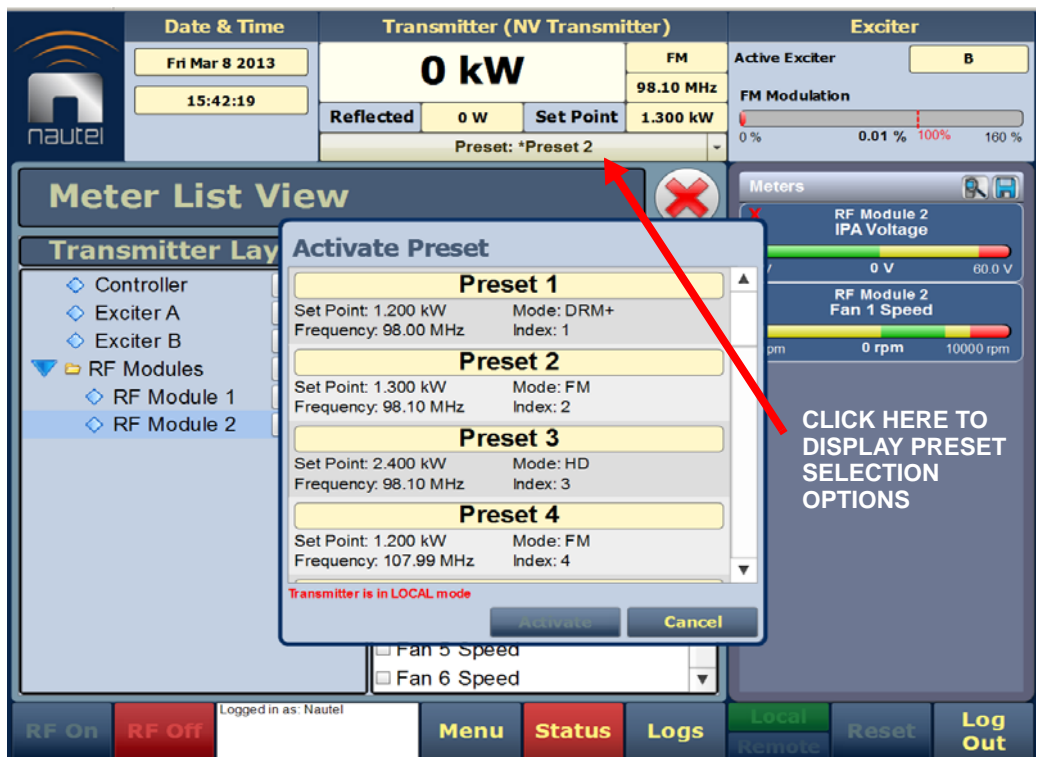 Date & Time
Fri Mar 8 2013
15:42:19
nautel
Transmitter (NV Transmitter)
0 kW
FM
98.10 MHz
Reflected 0 W Set Point 1.300 kW
Preset: *Preset 2
Exciter
Active Exciter B
FM Modulation
0 % 0.01 % 100% 160 %
Meter List View
Transmitter Lay
Controller
Exciter A
Exciter B
RF Modules
RF Module 1
RF Module 2
Activate Preset
Preset 1
Set Point: 1.200 kW Mode: DRM+
Frequency: 98.00 MHz Index: 1
Preset 2
Set Point: 1.300 kW Mode: FM
Frequency: 98.10 MHz Index: 2
Preset 3
Set Point: 2.400 kW Mode: HD
Frequency: 98.10 MHz Index: 3
Preset 4
Set Point: 1.200 kW Mode: FM
Frequency: 107.99 MHz Index: 4
Transmitter is in LOCAL mode
Activate Cancel
Fan 5 Speed
Fan 6 Speed
Meters
RF Module 2
IPA Voltage
0 V 60.0 V
RF Module 2
Fan 1 Speed
pm 0 rpm 10000 rpm
CLICK HERE TO
DISPLAY PRESET
SELECTION
OPTIONS
RF On RF Off
Logged in as: Nautel
Menu Status Logs
Local
Remote
Reset
Log
Out